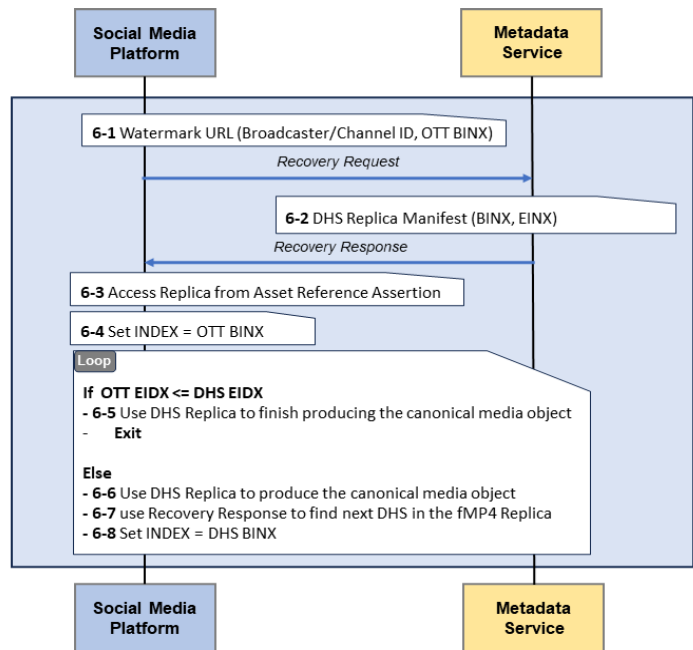 Social Media
Platform
Metadata
Service
6-1 Watermark URL (Broadcaster/Channel ID, OTT BINX)
Recovery Request
6-2 DHS Replica Manifest (BINX, EINX)
Recovery Response
6-3 Access Replica from Asset Reference Assertion
6-4 Set INDEX = OTT BINX
Loop
If OTT EIDX <= DHS EIDX
- 6-5 Use DHS Replica to finish producing the canonical media object
- Exit
Else
- 6-6 Use DHS Replica to produce the canonical media object
- 6-7 use Recovery Response to find next DHS in the fMP4 Replica
- 6-8 Set INDEX = DHS BINX
Social Media
Platform
Metadata
Service